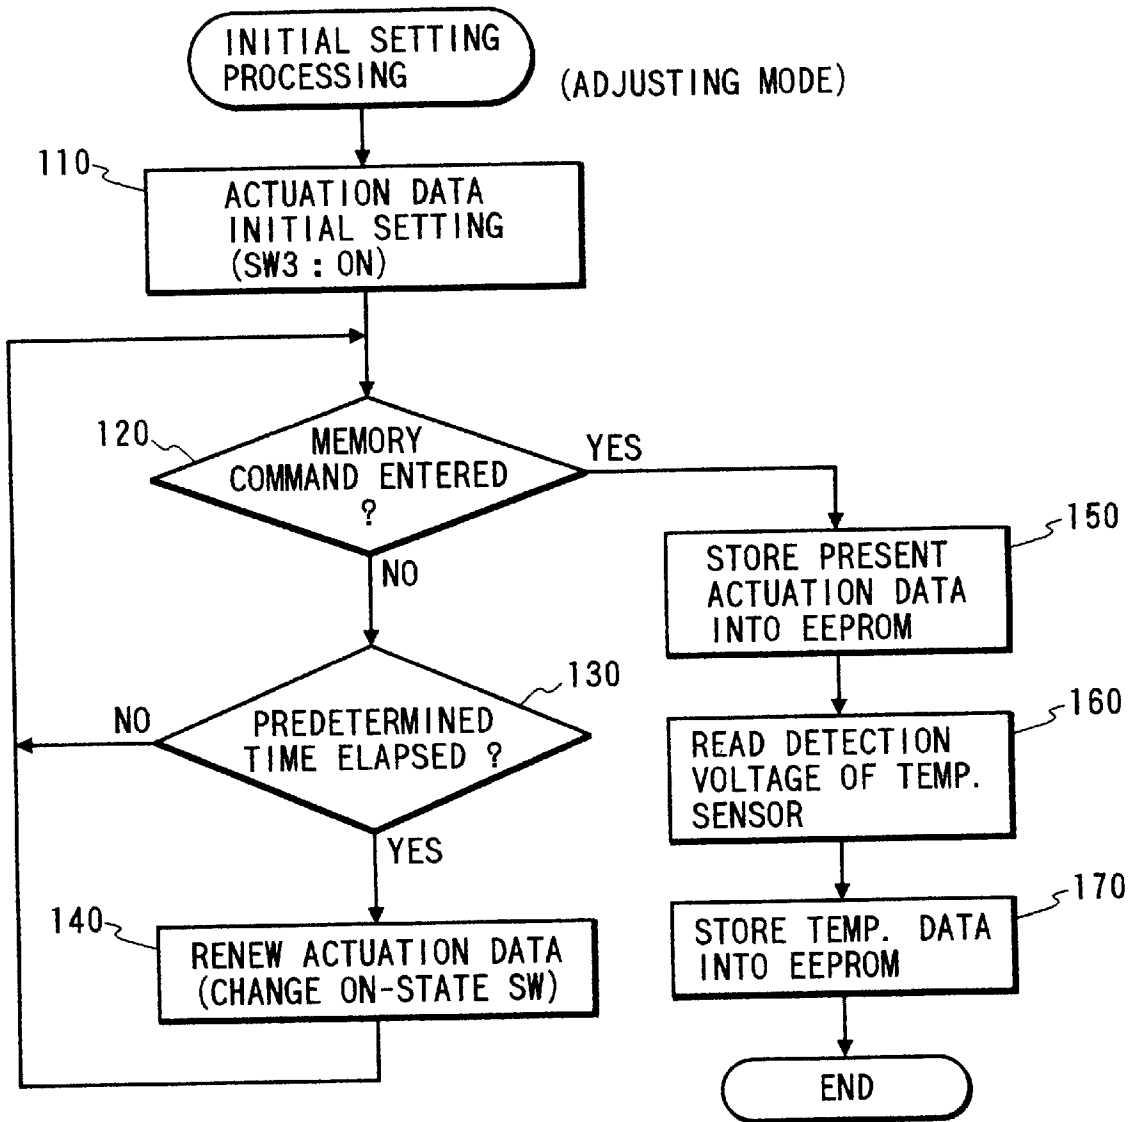 INITIAL SETTING
PROCESSING
(ADJUSTING MODE)
110
ACTUATION DATA
INITIAL SETTING
(SW3 : ON)
120
MEMORY
COMMAND ENTERED
?
YES
NO
130
PREDETERMINED
TIME ELAPSED ?
NO
YES
140
RENEW ACTUATION DATA
(CHANGE ON-STATE SW)
150
STORE PRESENT
ACTUATION DATA
INTO EEPROM
160
READ DETECTION
VOLTAGE OF TEMP.
SENSOR
170
STORE TEMP. DATA
INTO EEPROM
END